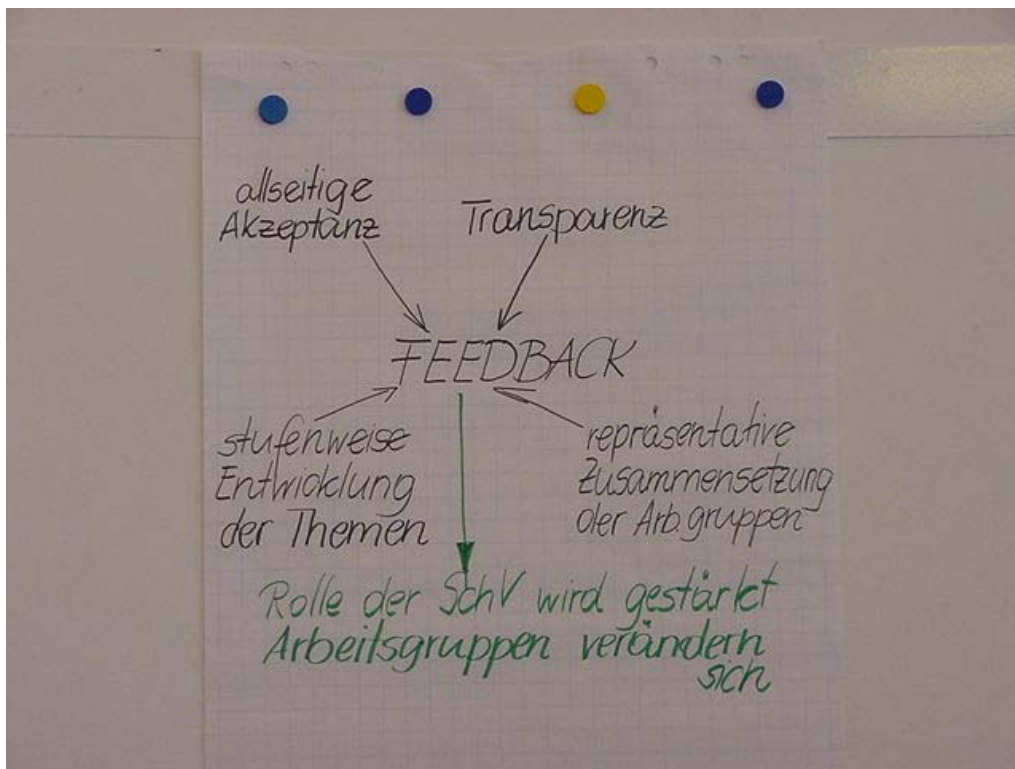 allseitige
Akzeptanz
Transparenz
FEEDBACK
stufenweise
Entwicklung
der Themen
repräsentative
Zusammensetzung
der Arb.gruppen
Rolle der SchV wird gestärkt
Arbeitsgruppen verändern
sich